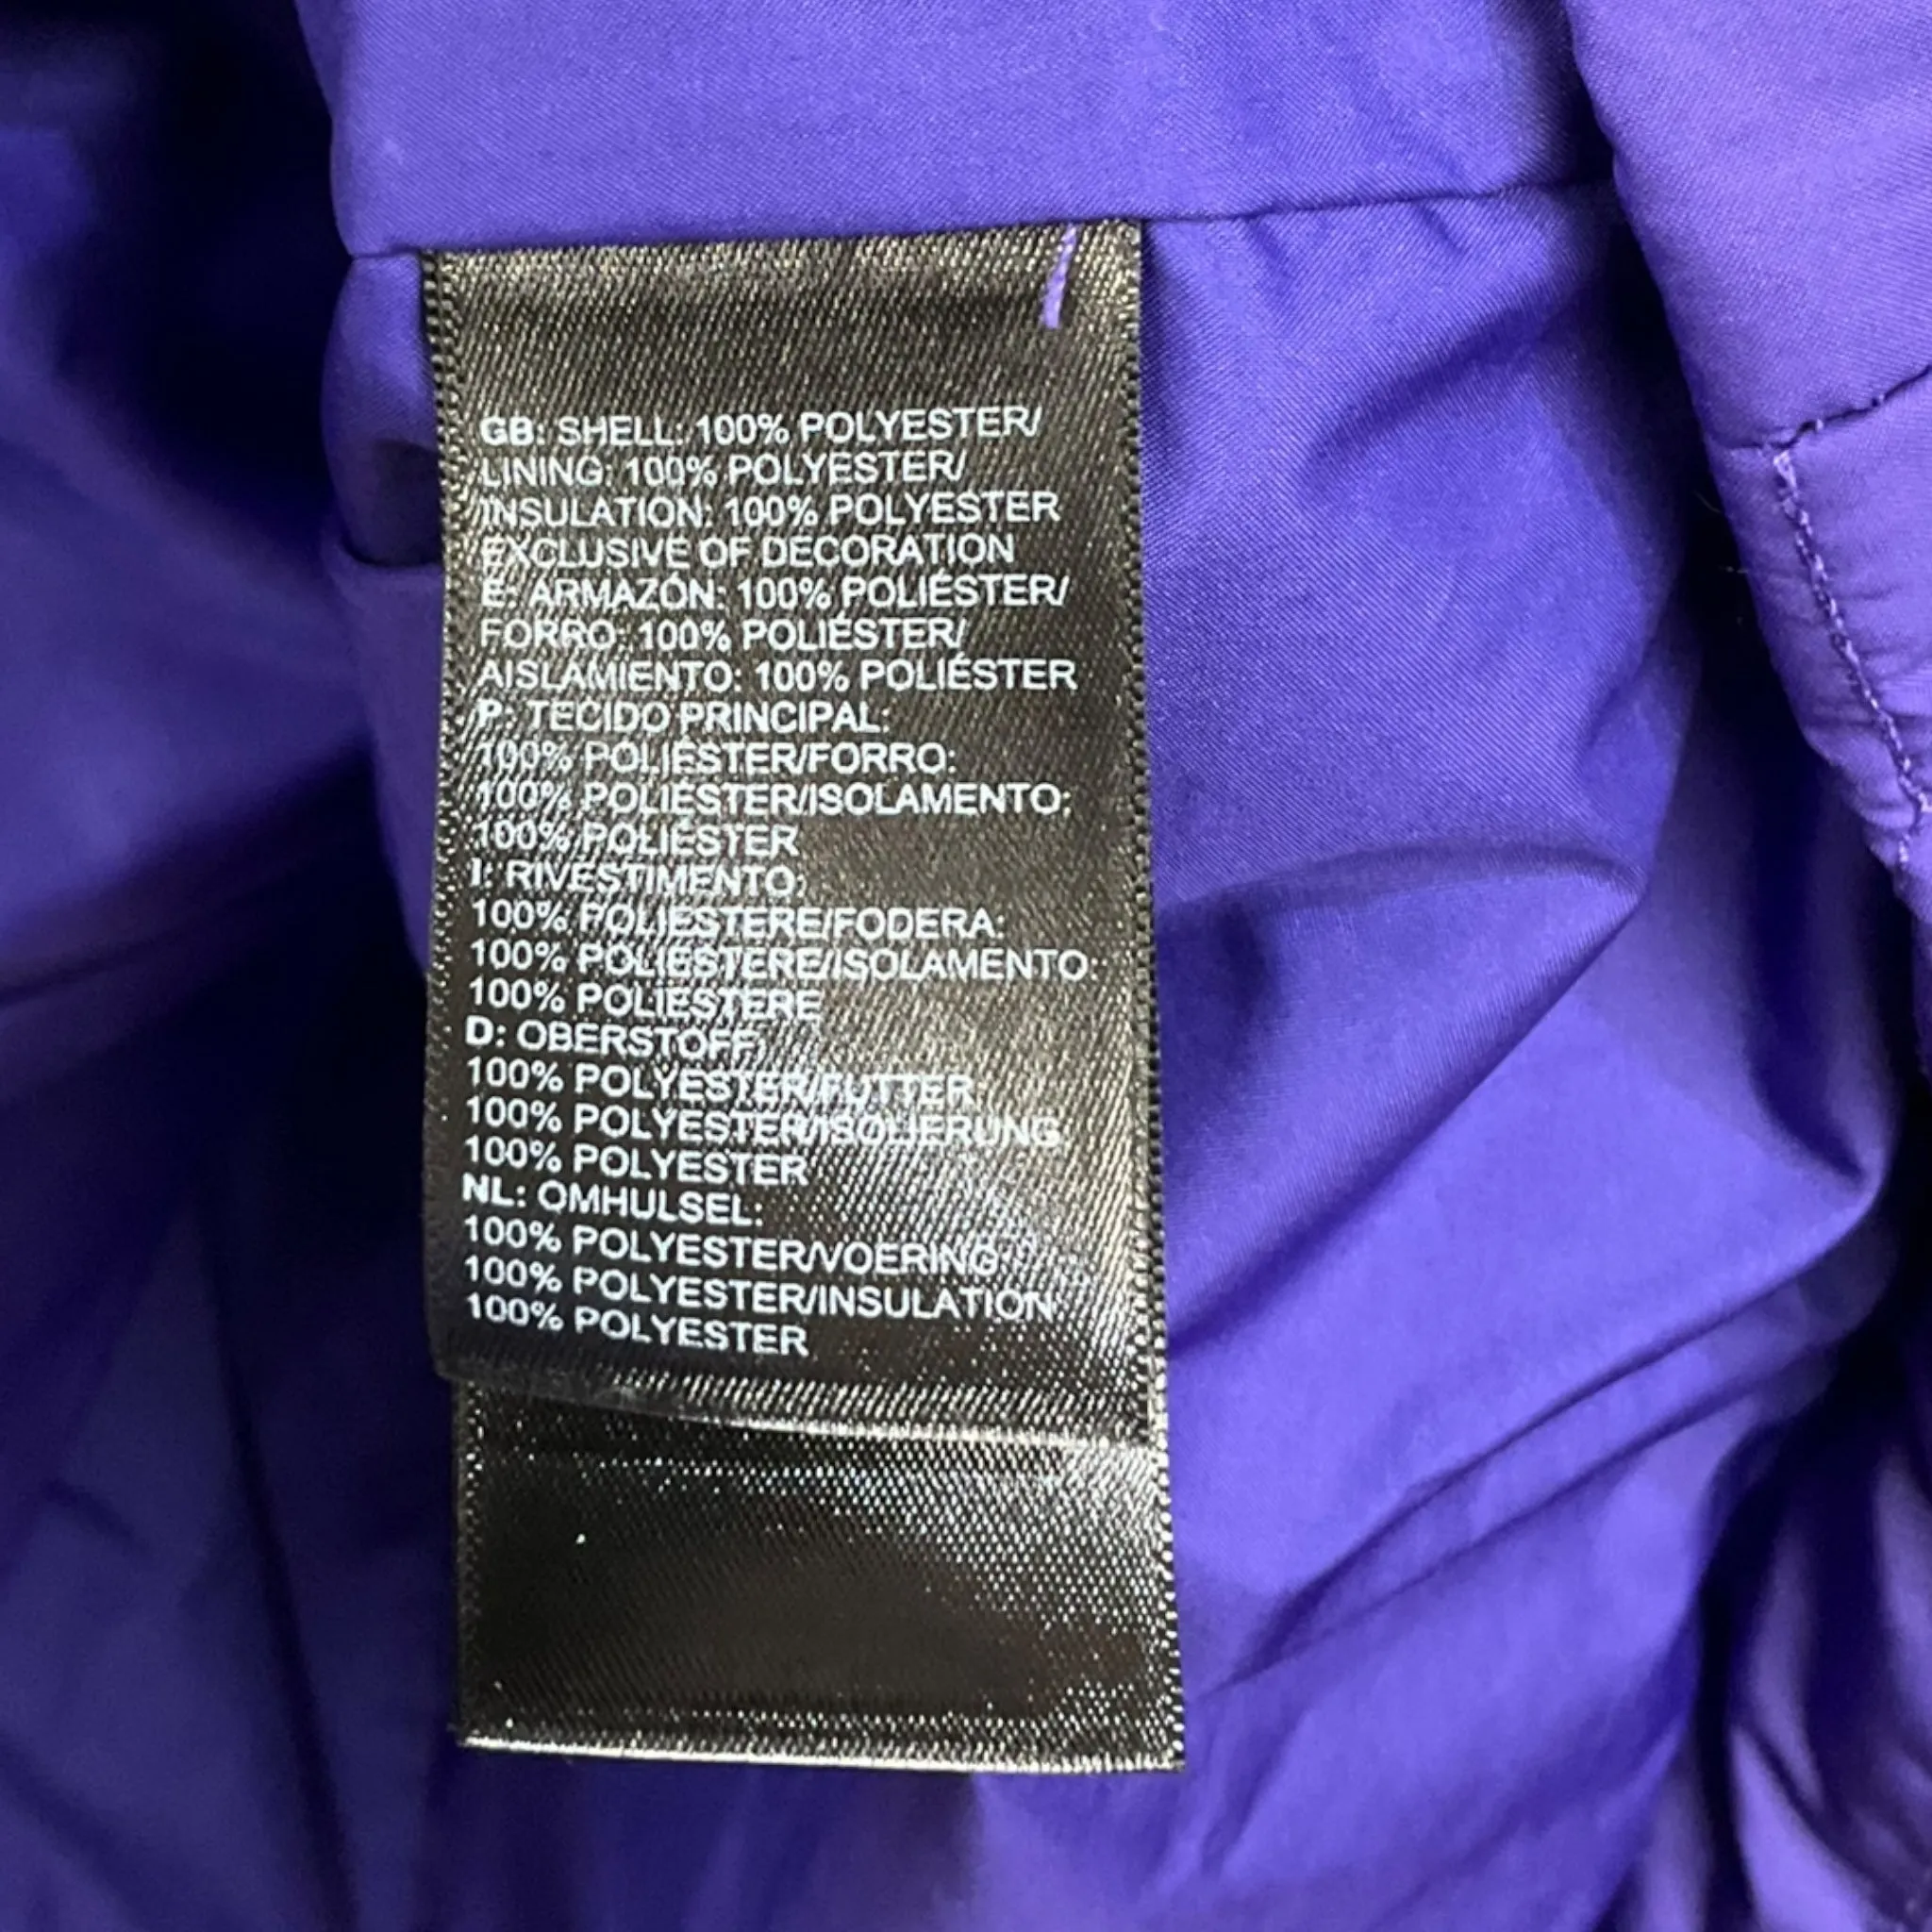 GB: SHELL: 100% POLYESTER/
LINING: 100% POLYESTER/
INSULATION: 100% POLYESTER
EXCLUSIVE OF DECORATION
E: ARMAZÓN: 100% POLIÉSTER/
FORRO: 100% POLIÉSTER/
AISLAMIENTO: 100% POLIÉSTER
P: TECIDO PRINCIPAL:
100% POLIÉSTER/FORRO:
100% POLIÉSTER/ISOLAMENTO:
100% POLIÉSTER
I: RIVESTIMENTO:
100% POLIESTERE/FODERA:
100% POLIESTERE/ISOLAMENTO:
100% POLIESTERE
D: OBERSTOFF:
100% POLYESTER/FUTTER:
100% POLYESTER/ISOLIERUNG:
100% POLYESTER
NL: OMHULSEL:
100% POLYESTER/VOERING:
100% POLYESTER/INSULATION:
100% POLYESTER